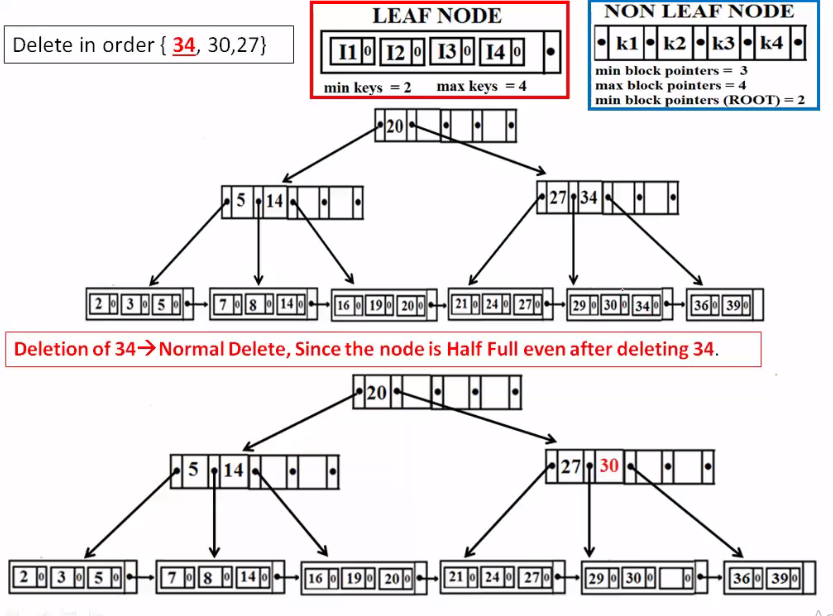 Delete in order { 34, 30,27}
LEAF NODE
I1 0 I2 0 I3 0 I4 0
min keys = 2 max keys = 4
NON LEAF NODE
k1 k2 k3 k4
min block pointers = 3
max block pointers = 4
min block pointers (ROOT) = 2
20
5 14
27 34
2 0 3 0 5 0
7 0 8 0 14 0
16 0 19 0 20 0
21 0 24 0 27 0
29 0 30 0 34 0
36 0 39 0
Deletion of 34→Normal Delete, Since the node is Half Full even after deleting 34.
20
5 14
27 30
2 0 3 0 5 0
7 0 8 0 14 0
16 0 19 0 20 0
21 0 24 0 27 0
29 0 30 0 0
36 0 39 0